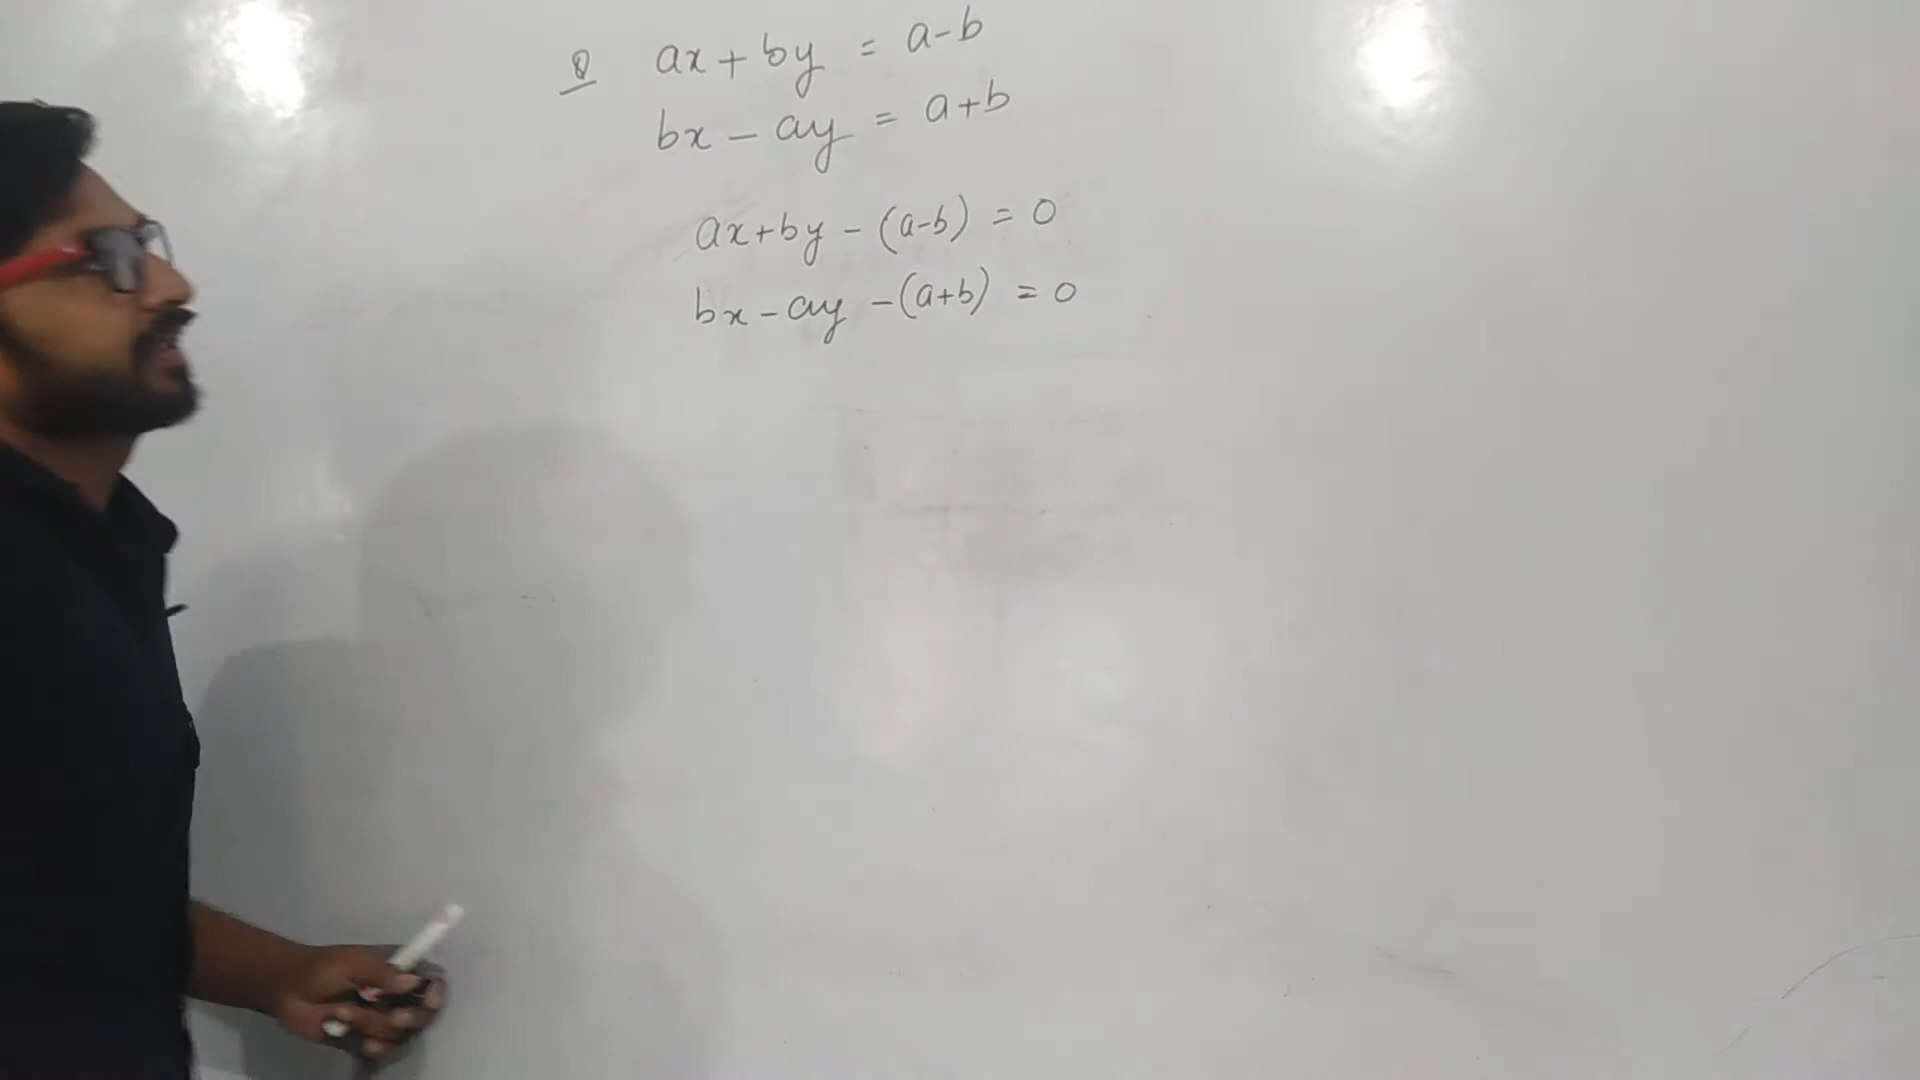 Q ax + by = a-b
bx - ay = a+b
ax+by - (a-b) = 0
bx - ay -(a+b) = 0